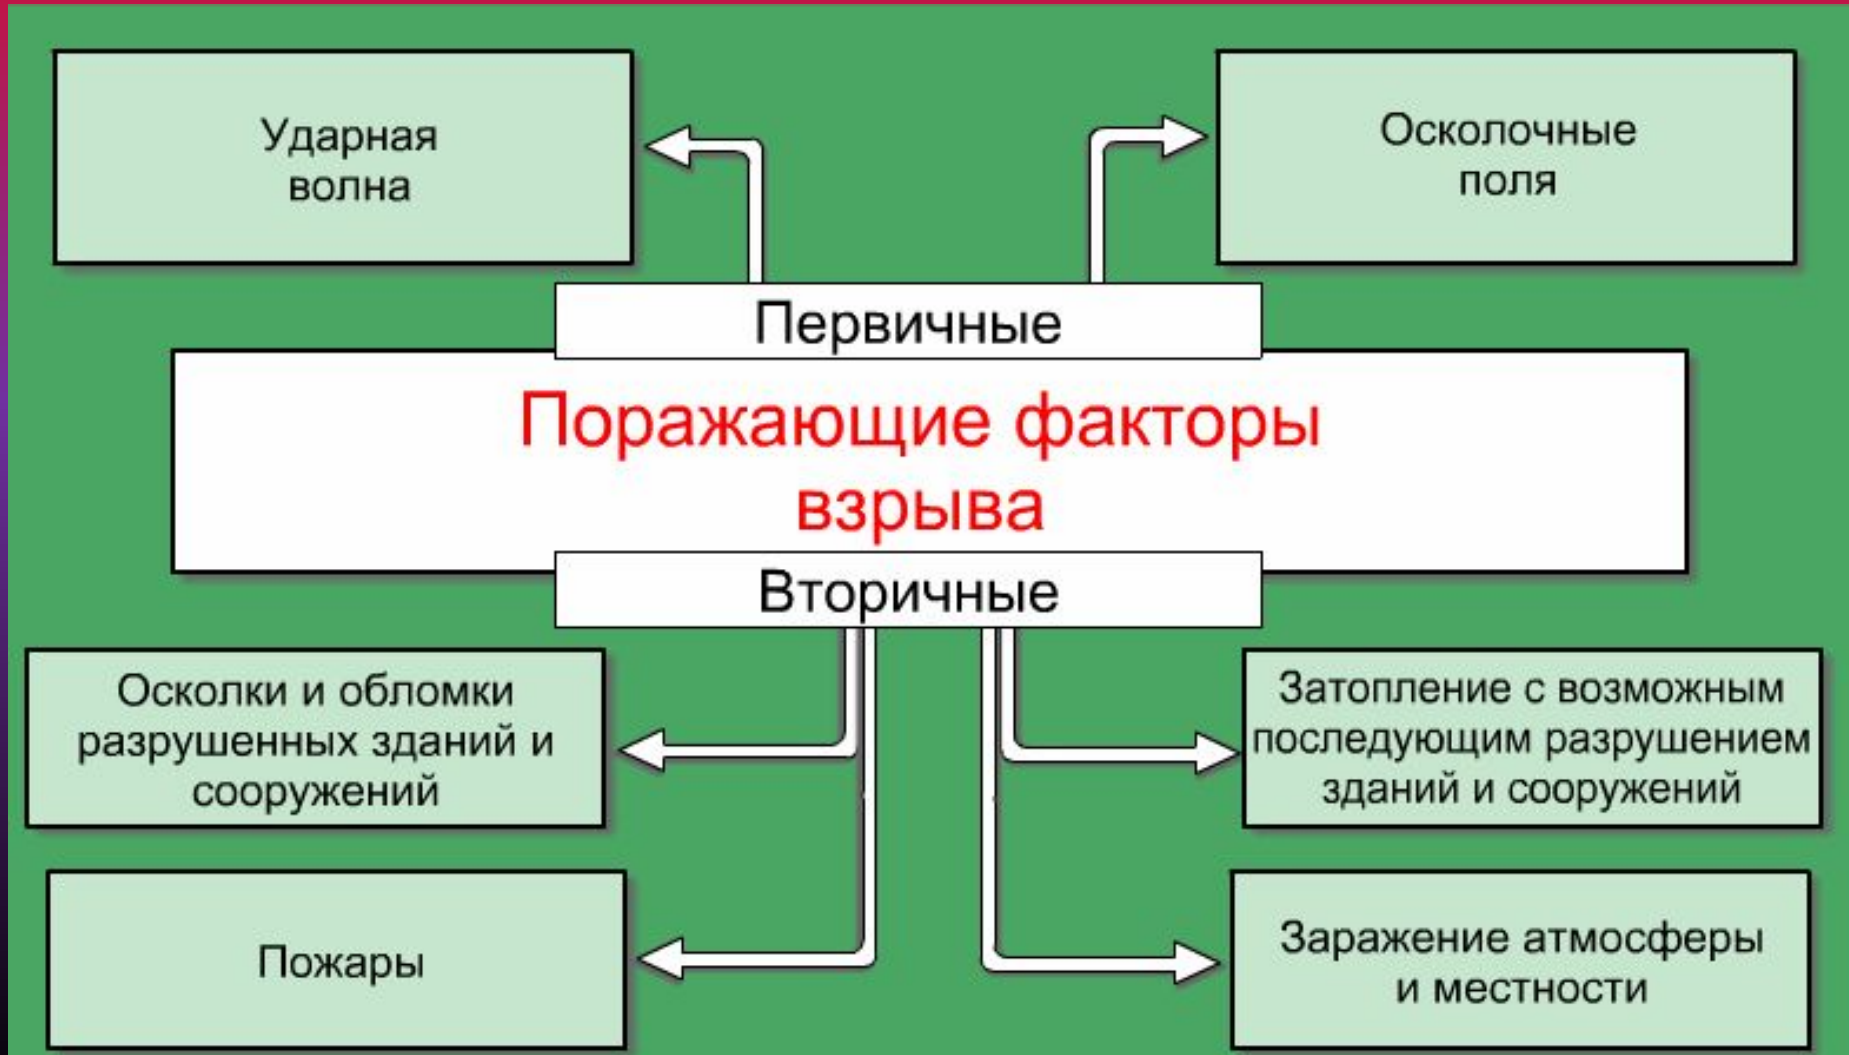 Ударная
волна
Осколочные
поля
Первичные
Поражающие факторы
взрыва
Вторичные
Осколки и обломки
разрушенных зданий и
сооружений
Затопление с возможным
последующим разрушением
зданий и сооружений
Пожары
Заражение атмосферы
и местности